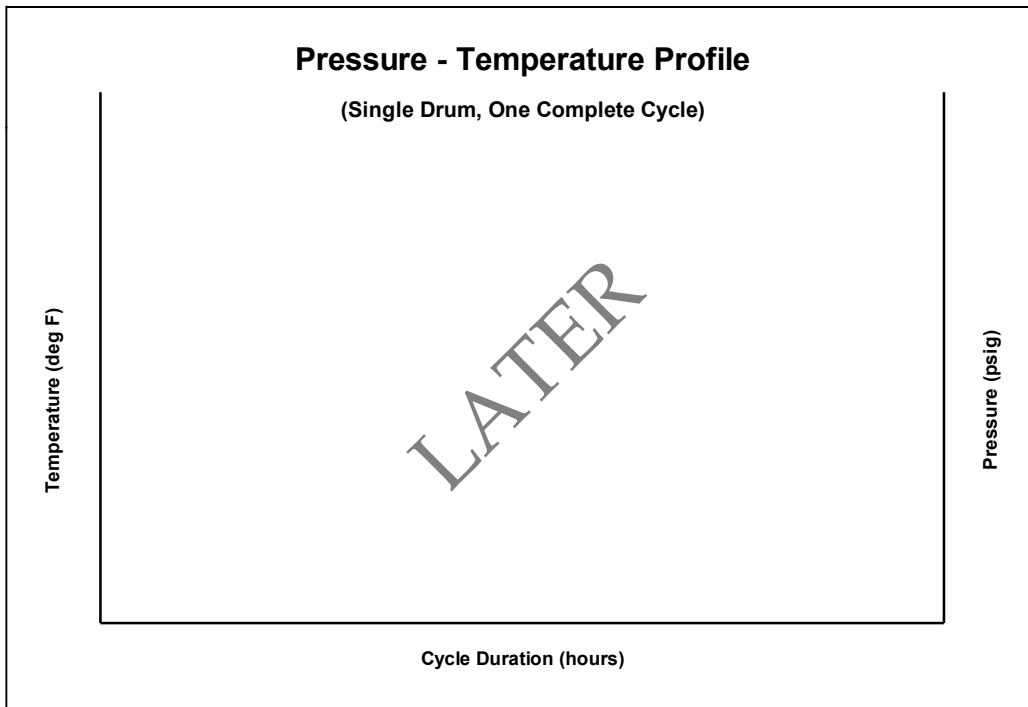 Pressure - Temperature Profile
(Single Drum, One Complete Cycle)
Temperature (deg F)
LATER
Pressure (psig)
Cycle Duration (hours)